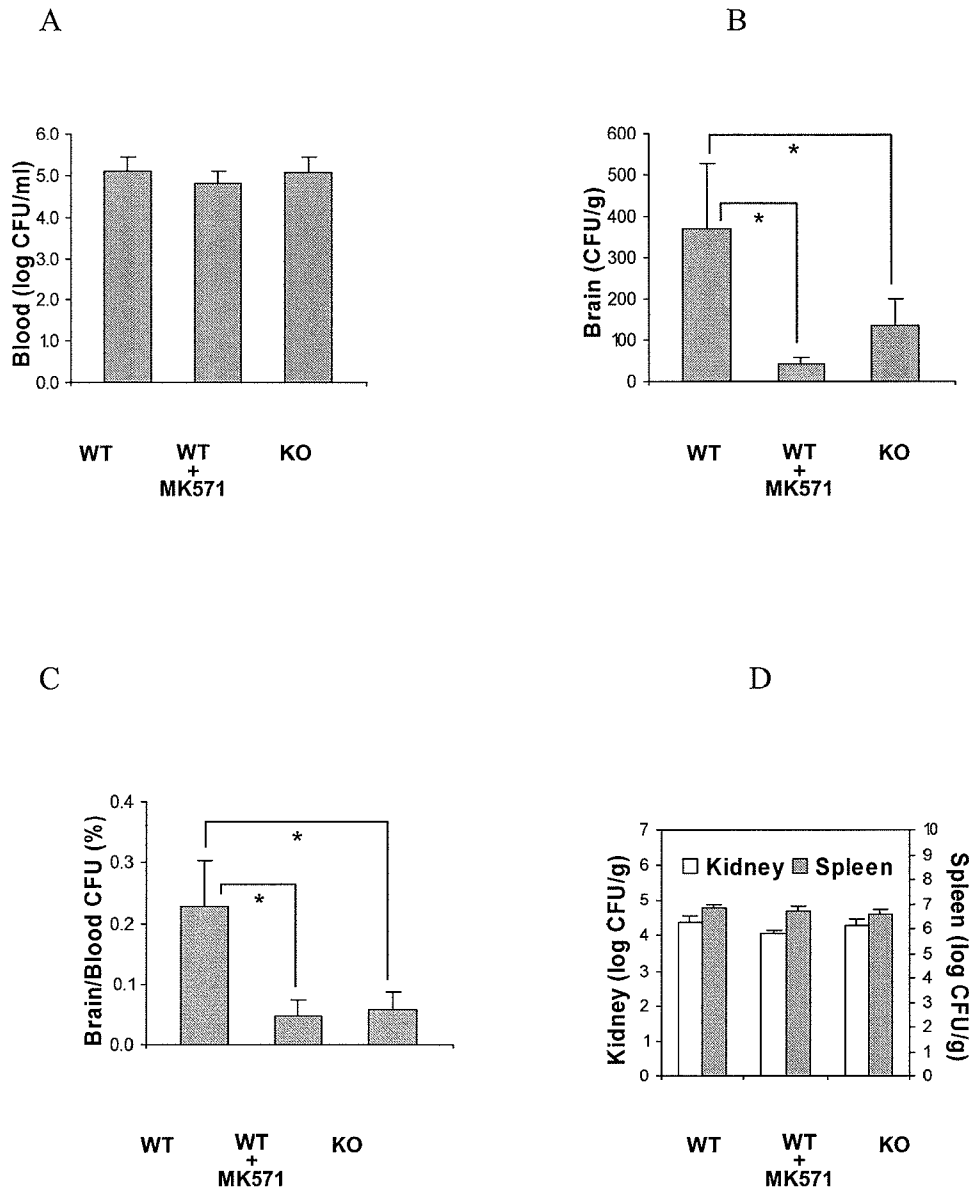 A
B
Blood (log CFU/ml)
6.0
5.0
4.0
3.0
2.0
1.0
0.0
WT
WT
+
MK571
KO
Brain (CFU/g)
600
500
400
300
200
100
0
*
*
WT
WT
+
MK571
KO
C
D
Brain/Blood CFU (%)
0.4
0.3
0.2
0.1
0.0
*
*
WT
WT
+
MK571
KO
Kidney (log CFU/g)
7
6
5
4
3
2
1
0
Kidney Spleen
10
9
8
7
6
5
4
3
2
1
0
Spleen (log CFU/g)
WT
WT
+
MK571
KO